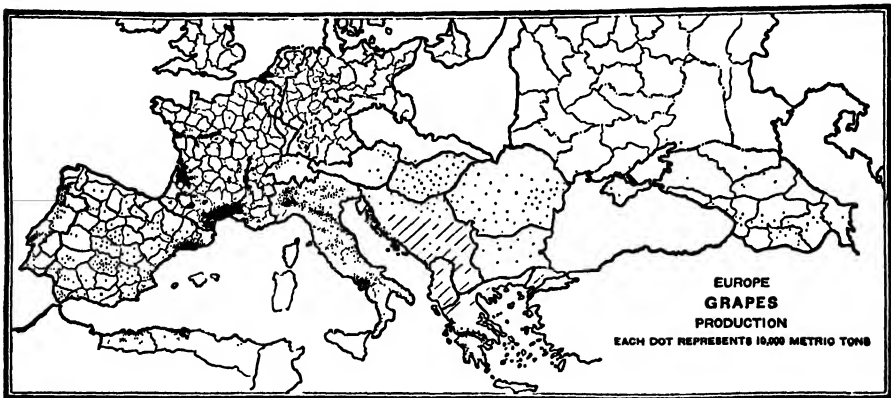 EUROPE
GRAPES
PRODUCTION
EACH DOT REPRESENTS 10,000 METRIC TONS